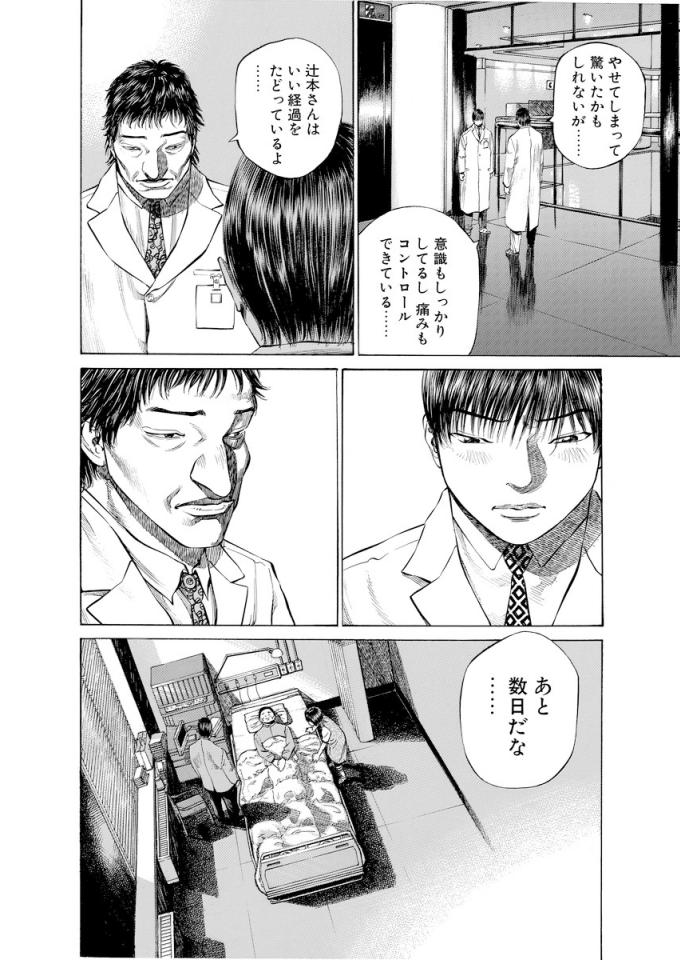 やせてしまって
驚いたかも
しれないが……
意識もしっかり
してるし 痛みも
コントロール
できている……
辻本さんは
いい経過を
たどっているよ
……
あと
数日だな
……